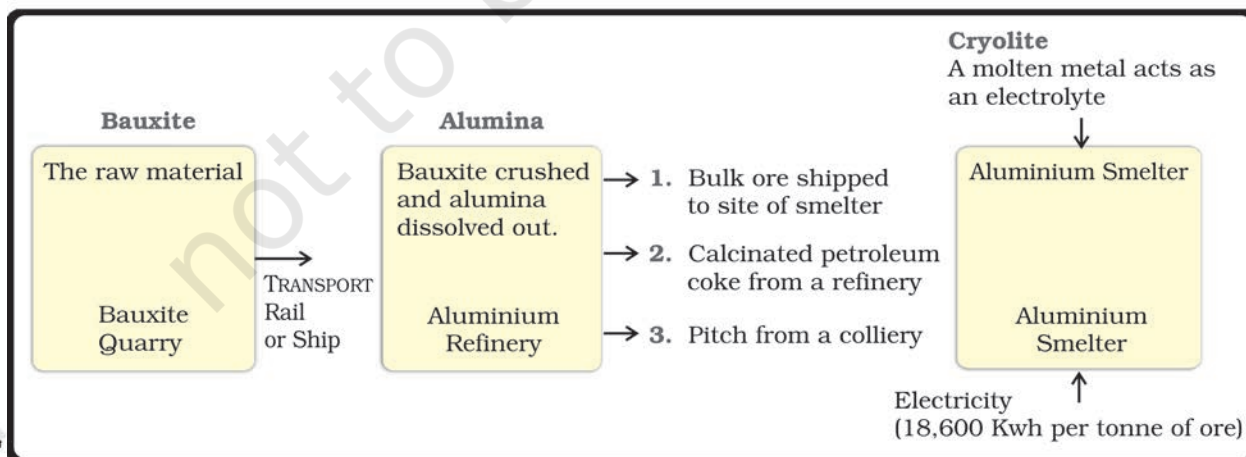 not to b
Bauxite
The raw material
Bauxite
Quarry
TRANSPORT
Rail
or Ship
Alumina
Bauxite crushed
and alumina
dissolved out.
Aluminium
Refinery
1. Bulk ore shipped
to site of smelter
2. Calcinated petroleum
coke from a refinery
3. Pitch from a colliery
Cryolite
A molten metal acts as
an electrolyte
Aluminium Smelter
Aluminium
Smelter
Electricity
(18,600 Kwh per tonne of ore)